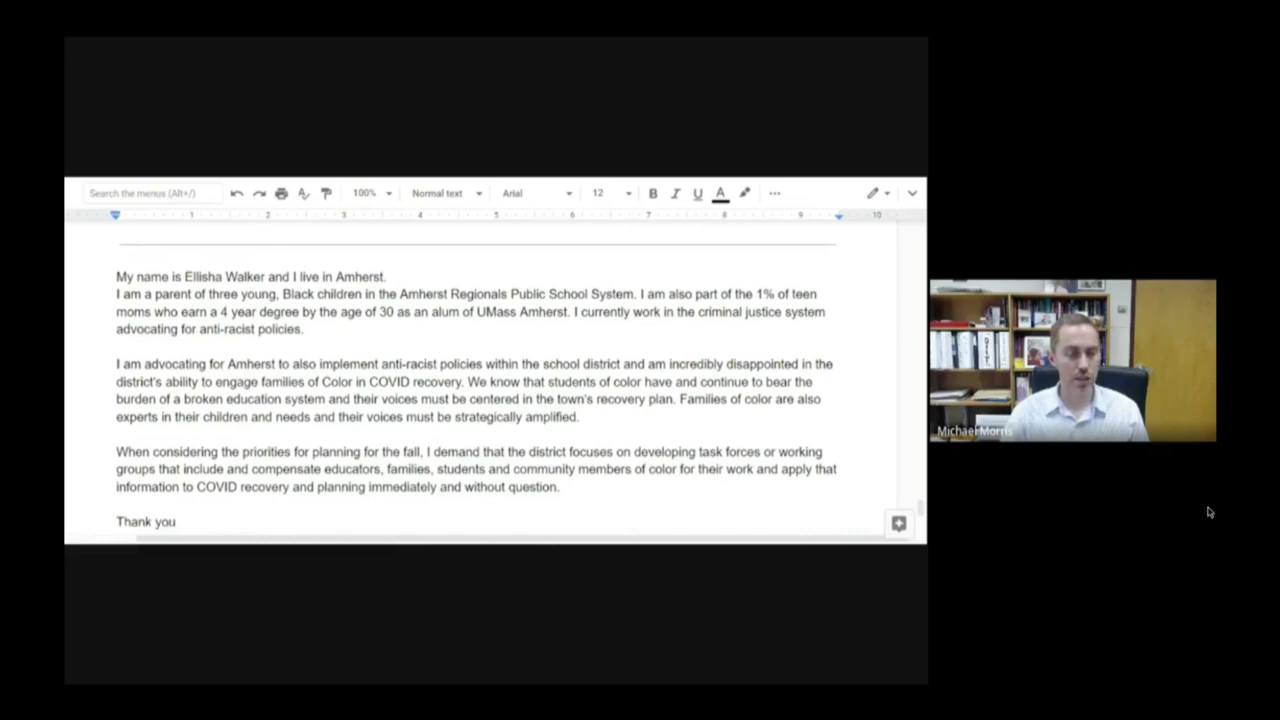 Search the menus (Alt+/)
100%
Normal text
Arial
12
B I U A
1 2 3 4 5 6 7 8 9 10
My name is Ellisha Walker and I live in Amherst.
I am a parent of three young, Black children in the Amherst Regionals Public School System. I am also part of the 1% of teen
moms who earn a 4 year degree by the age of 30 as an alum of UMass Amherst. I currently work in the criminal justice system
advocating for anti-racist policies.
I am advocating for Amherst to also implement anti-racist policies within the school district and am incredibly disappointed in the
district's ability to engage families of Color in COVID recovery. We know that students of color have and continue to bear the
burden of a broken education system and their voices must be centered in the town's recovery plan. Families of color are also
experts in their children and needs and their voices must be strategically amplified.
When considering the priorities for planning for the fall, I demand that the district focuses on developing task forces or working
groups that include and compensate educators, families, students and community members of color for their work and apply that
information to COVID recovery and planning immediately and without question.
Thank you
Michael Morris